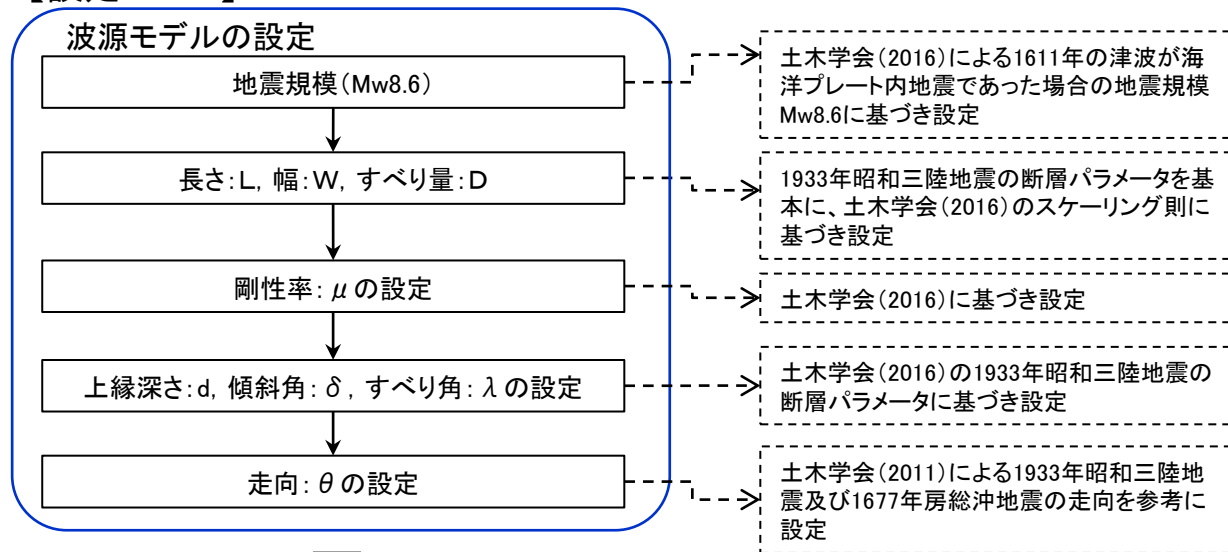 波源モデルの設定
地震規模（Mw8.6）
土木学会（2016）による1611年の津波が海
洋プレート内地震であった場合の地震規模
Mw8.6に基づき設定
長さ：L，幅：W，すべり量：D
1933年昭和三陸地震の断層パラメータを基
本に、土木学会（2016）のスケーリング則に
基づき設定
剛性率：μの設定
土木学会（2016）に基づき設定
上縁深さ：d，傾斜角：δ，すべり角：λの設定
土木学会（2016）の1933年昭和三陸地震の
断層パラメータに基づき設定
走向：θの設定
土木学会（2011）による1933年昭和三陸地
震及び1677年房総沖地震の走向を参考に
設定